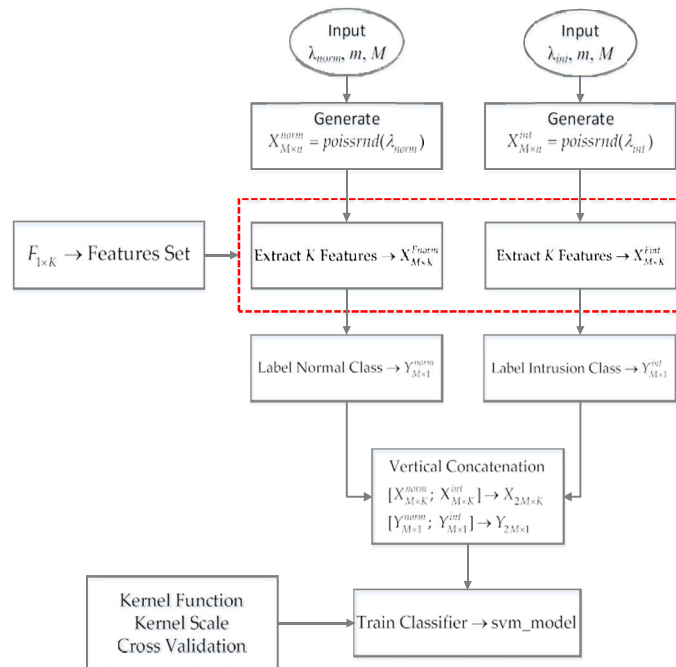 Input
λnorm, m, M
Input
λint, m, M
Generate
X^norm_M×n = poissrnd(λnorm)
Generate
X^int_M×n = poissrnd(λint)
F1×K → Features Set
Extract K Features → X^Fnorm_M×K
Extract K Features → X^Fint_M×K
Label Normal Class → Y^norm_M×1
Label Intrusion Class → Y^int_M×1
Vertical Concatenation
[X^norm_M×K ; X^int_M×K] → X2M×K
[Y^norm_M×1 ; Y^int_M×1] → Y2M×1
Kernel Function
Kernel Scale
Cross Validation
Train Classifier → svm_model